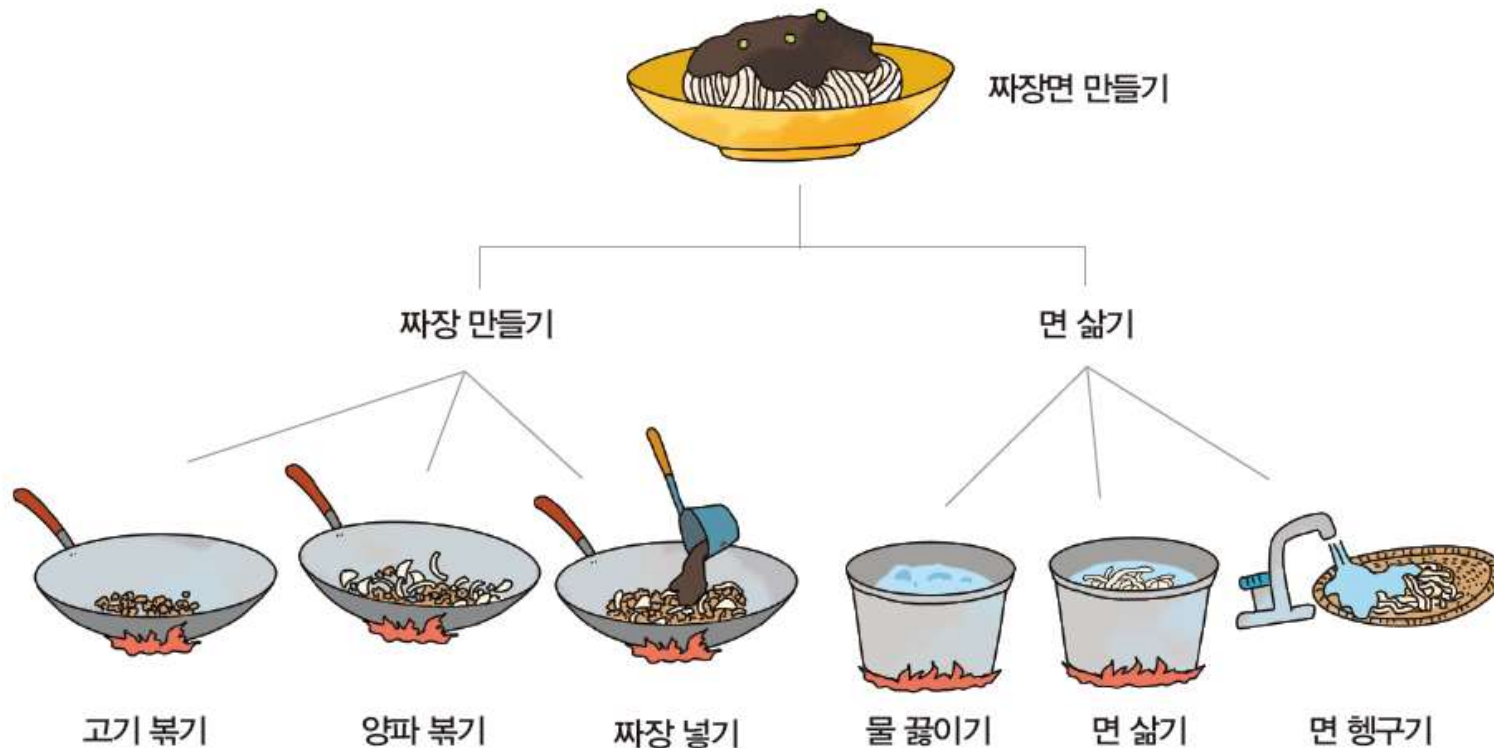 짜장면 만들기
짜장 만들기
면 삶기
고기 볶기
양파 볶기
짜장 넣기
물 끓이기
면 삶기
면 헹구기